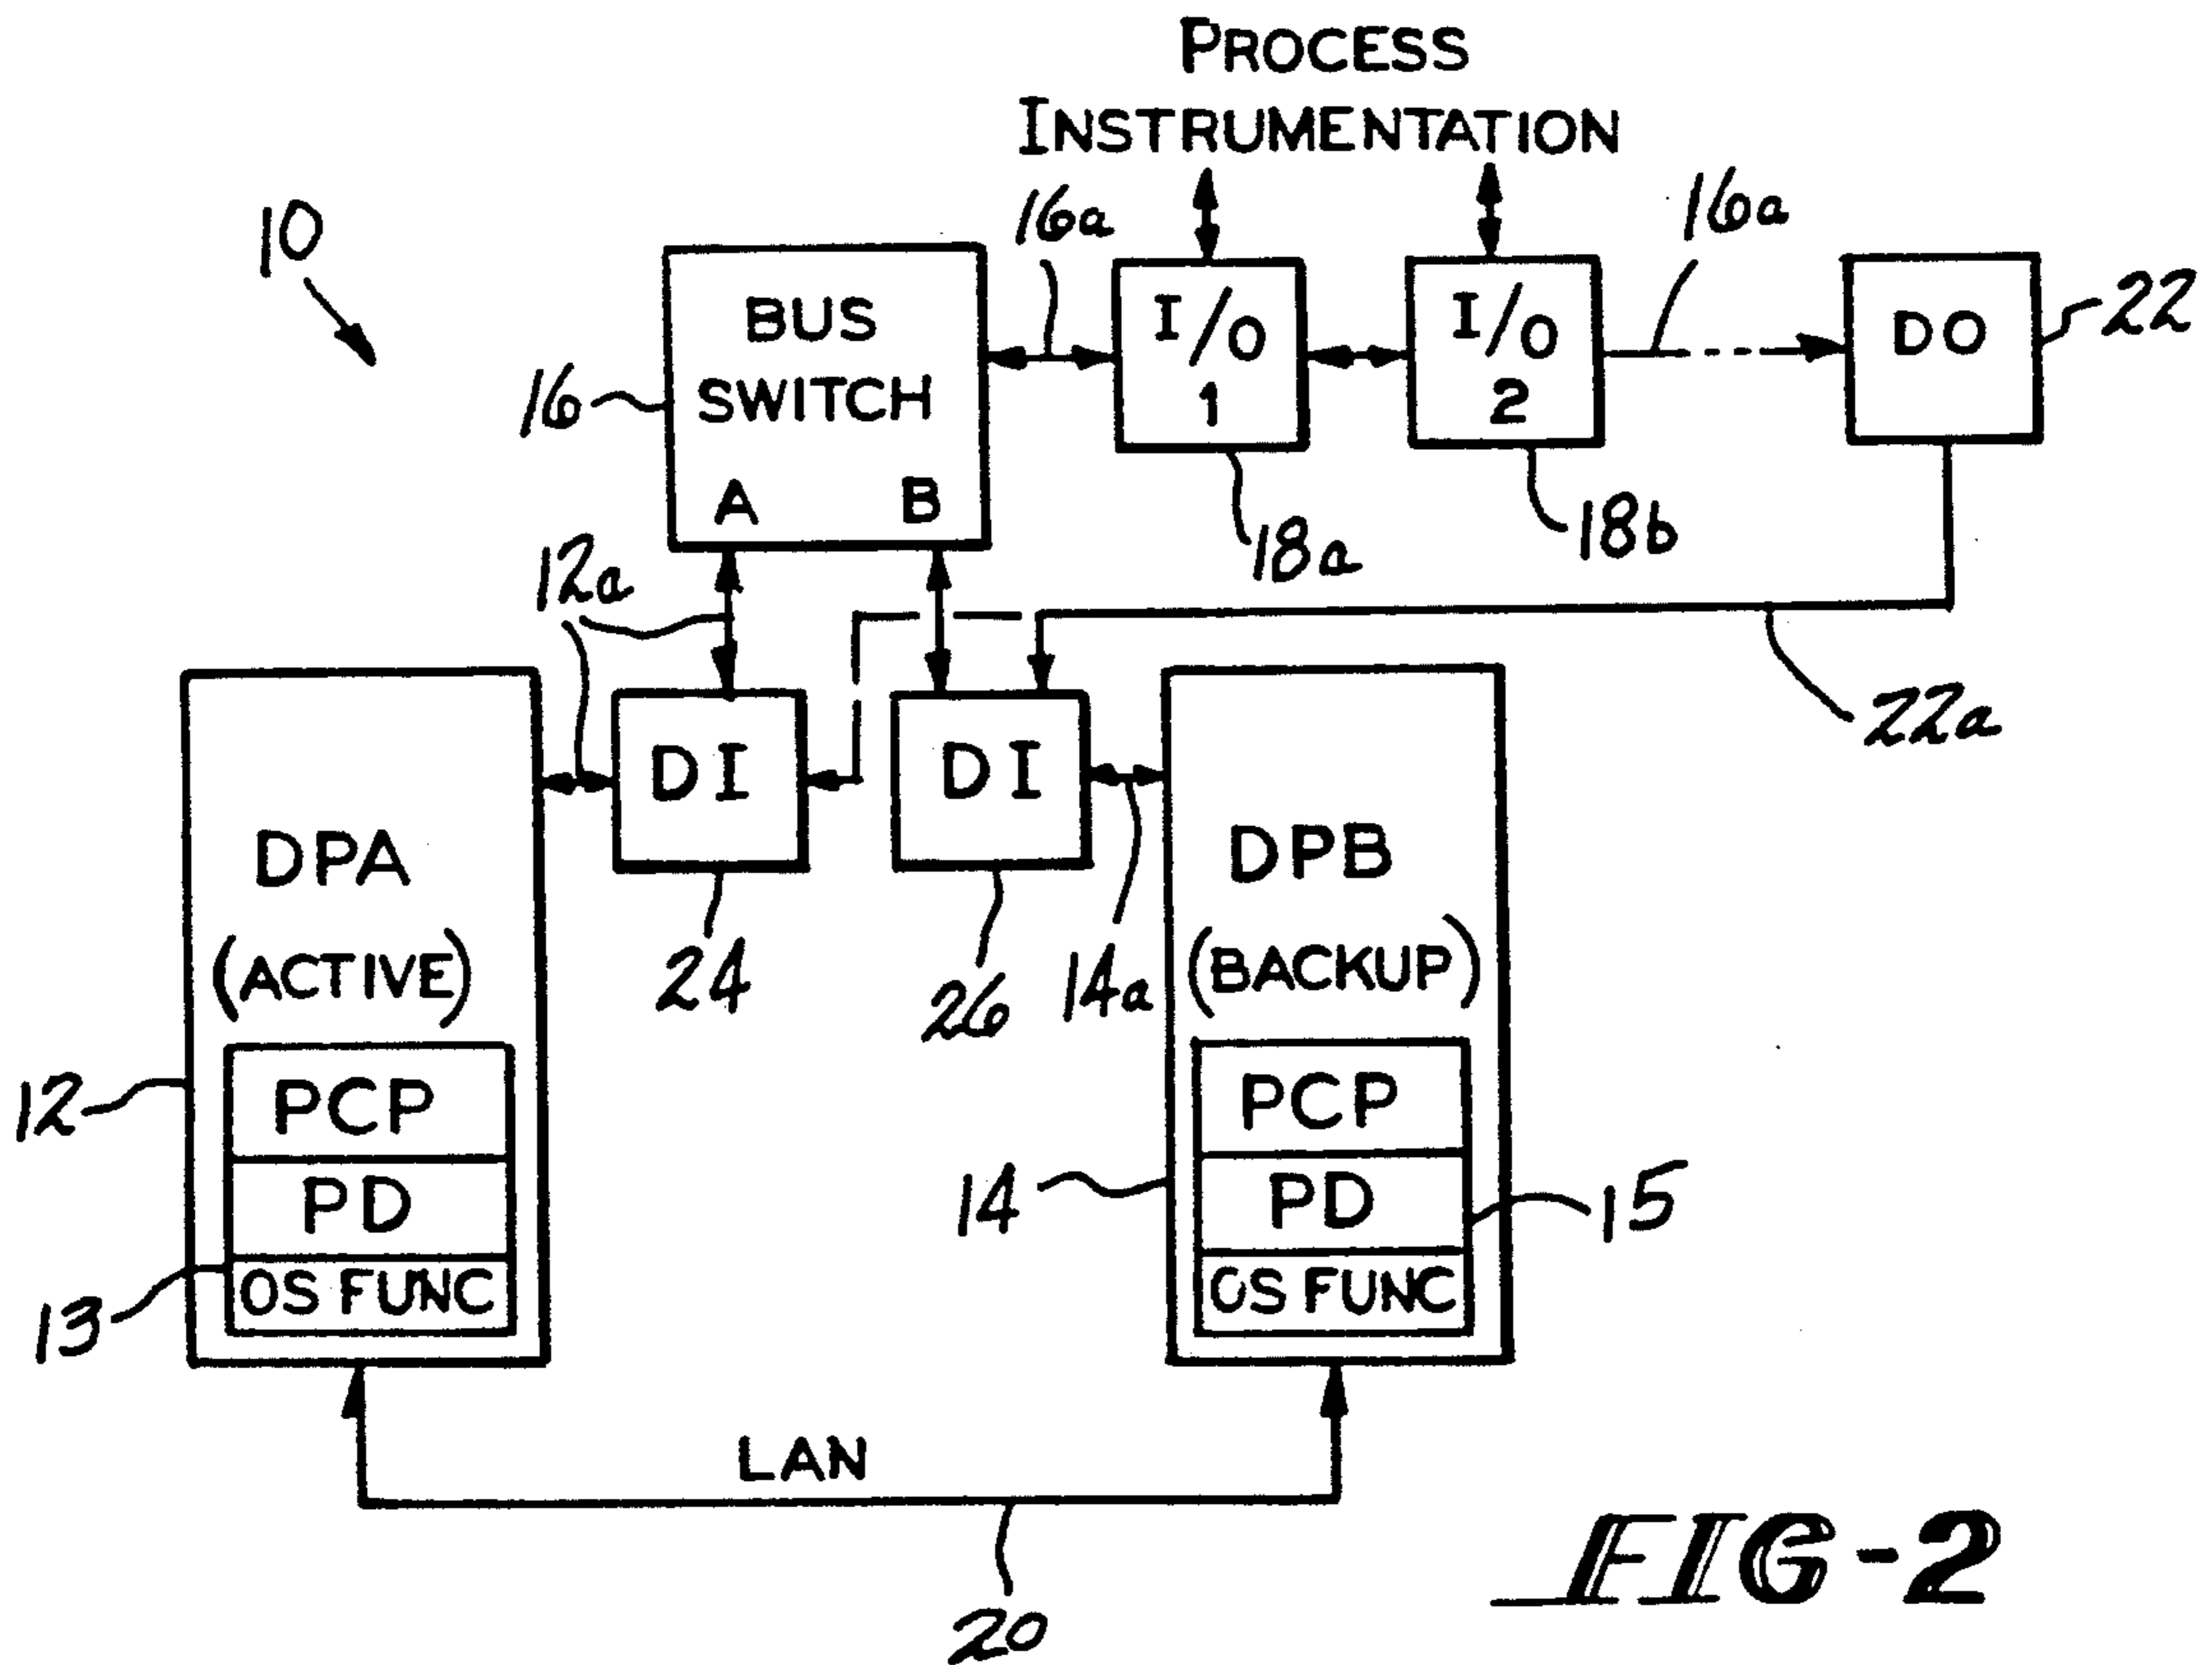 PROCESS
INSTRUMENTATION
10
16a
16a
BUS
SWITCH
A B
16
I/O
1
I/O
2
DO
22
18a
18b
12a
22a
DI
DI
24
26
14a
DPA
(ACTIVE)
PCP
PD
OS FUNC
12
13
DPB
(BACKUP)
PCP
PD
OS FUNC
14
15
LAN
20
FIG-2